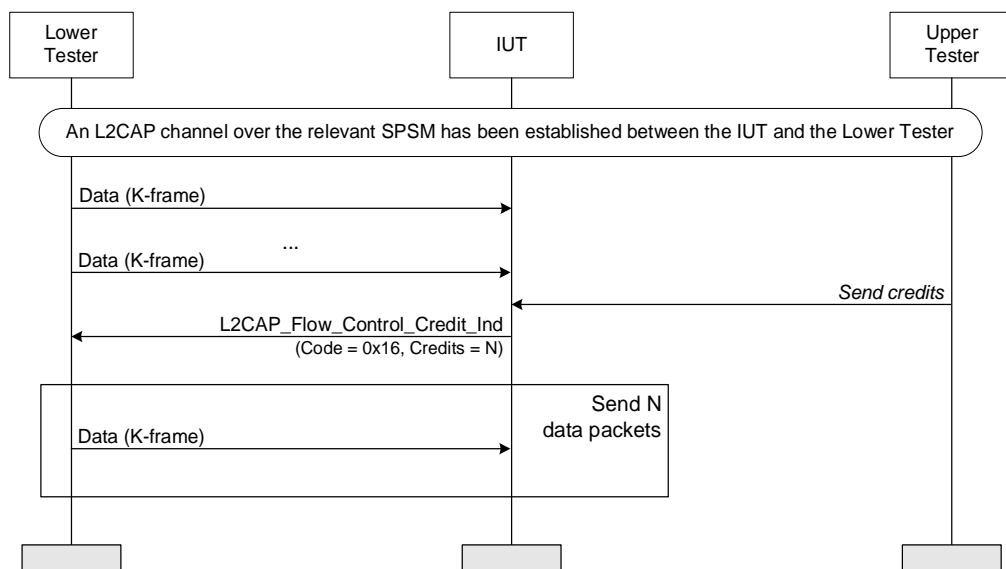 Lower
Tester
IUT
Upper
Tester
An L2CAP channel over the relevant SPSM has been established between the IUT and the Lower Tester
Data (K-frame)
...
Data (K-frame)
Send credits
L2CAP_Flow_Control_Credit_Ind
(Code = 0x16, Credits = N)
Send N
data packets
Data (K-frame)